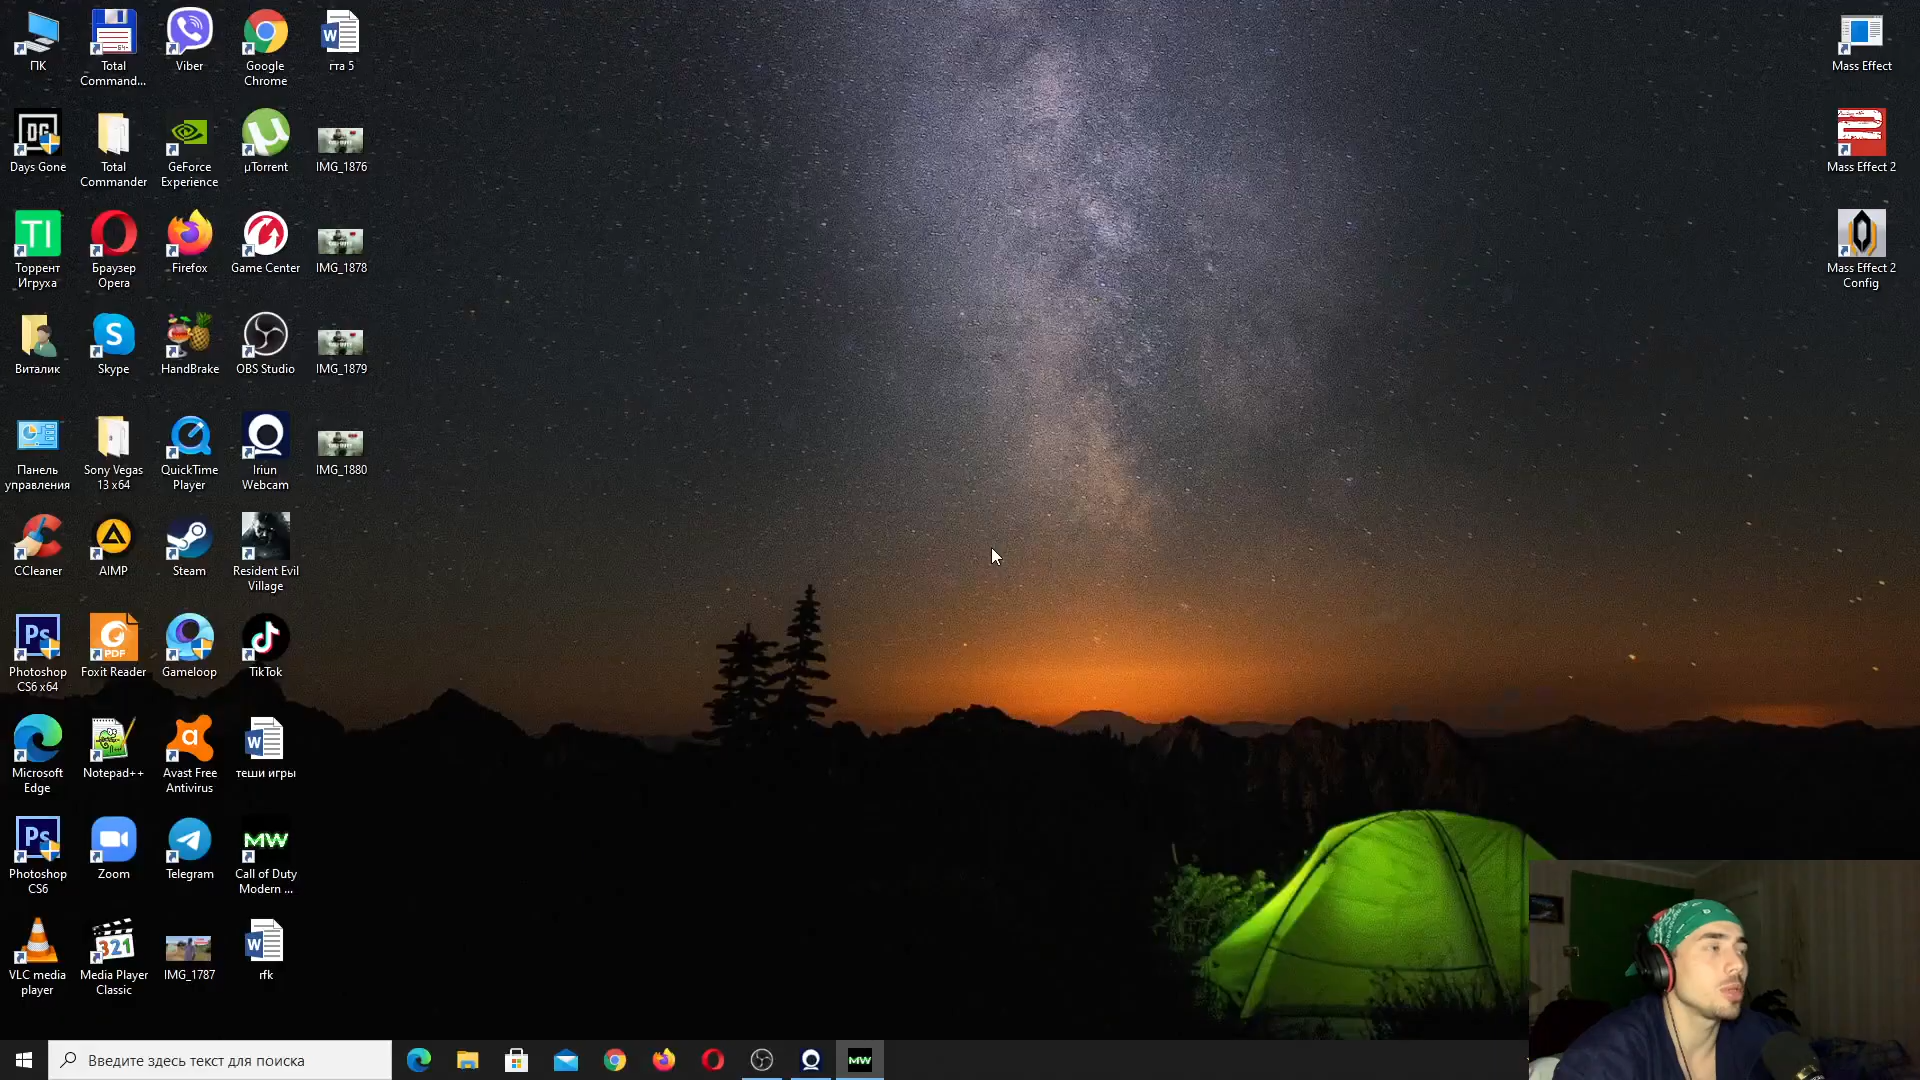 ПК
Total
Command...
Viber
Google
Chrome
гта 5
Days Gone
Total
Commander
GeForce
Experience
µTorrent
IMG_1876
Торрент
Игруха
Браузер
Opera
Firefox
Game Center
IMG_1878
Виталик
Skype
HandBrake
OBS Studio
IMG_1879
Панель
управления
Sony Vegas
13 x64
QuickTime
Player
Iriun
Webcam
IMG_1880
CCleaner
AIMP
Steam
Resident Evil
Village
Photoshop
CS6 x64
Foxit Reader
Gameloop
TikTok
Microsoft
Edge
Notepad++
Avast Free
Antivirus
теши игры
Photoshop
CS6
Zoom
Telegram
MW
Call of Duty
Modern ...
VLC media
player
Media Player
Classic
IMG_1787
rfk
Mass Effect
Mass Effect 2
Mass Effect 2
Config
Введите здесь текст для поиска
MW